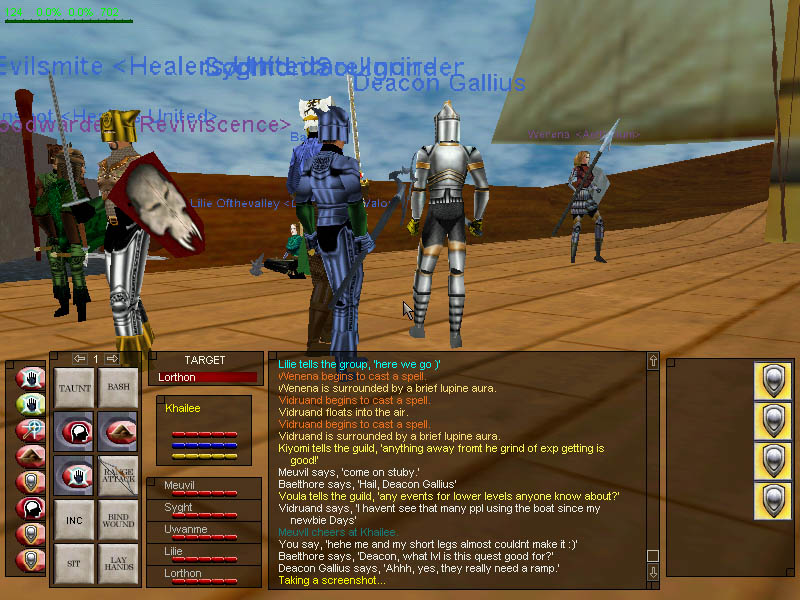 Evilsmite <Healers United>
Deacon Gallius
Reviviscence>
Wenena
Lilie Ofthevalley
1
TAUNT
BASH
RANGE ATTACK
INC
BIND WOUND
SIT
LAY HANDS
TARGET
Lorthon
Khailee
Meuvil
Syght
Uwanme
Lilie
Lorthon
Lilie tells the group, 'here we go )'
Wenena begins to cast a spell.
Wenena is surrounded by a brief lupine aura.
Vidruand begins to cast a spell.
Vidruand floats into the air.
Vidruand begins to cast a spell.
Vidruand is surrounded by a brief lupine aura.
Kiyomi tells the guild, 'anything away fromt he grind of exp getting is
good!'
Meuvil says, 'come on stuby.'
Baelthore says, 'Hail, Deacon Gallius'
Voula tells the guild, 'any events for lower levels anyone know about?'
Vidruand says, 'I havent see that many ppl using the boat since my
newbie Days'
Meuvil cheers at Khailee.
You say, 'hehe me and my short legs almost couldnt make it :)'
Baelthore says, 'Deacon, what lvl is this quest good for?'
Deacon Gallius says, 'Ahhh, yes, they really need a ramp.'
Taking a screenshot...